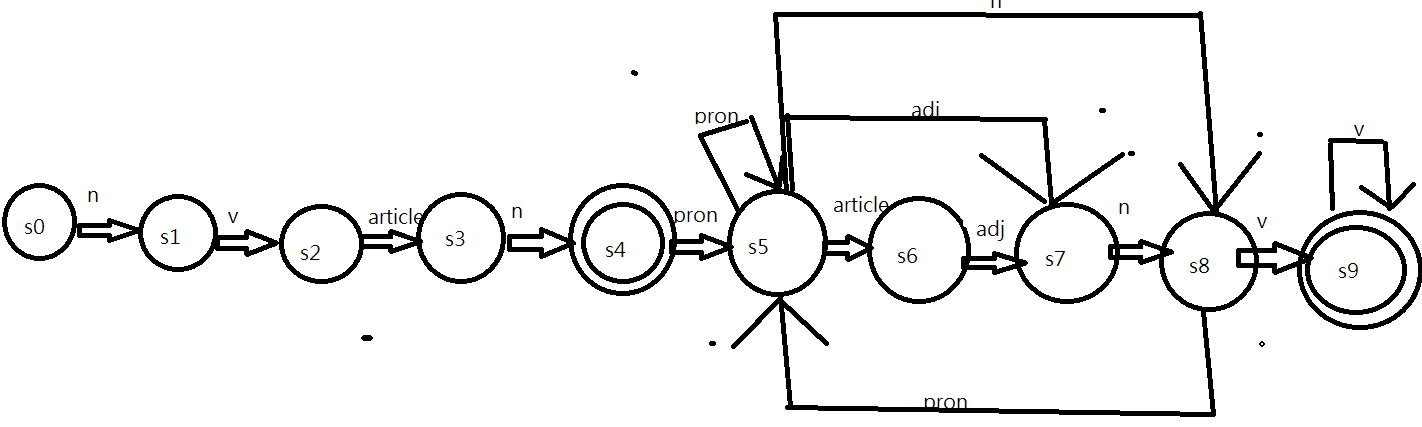 n
pron
adj
v
n
v
article
n
pron
article
adj
n
v
s0
s1
s2
s3
s4
s5
s6
s7
s8
s9
pron